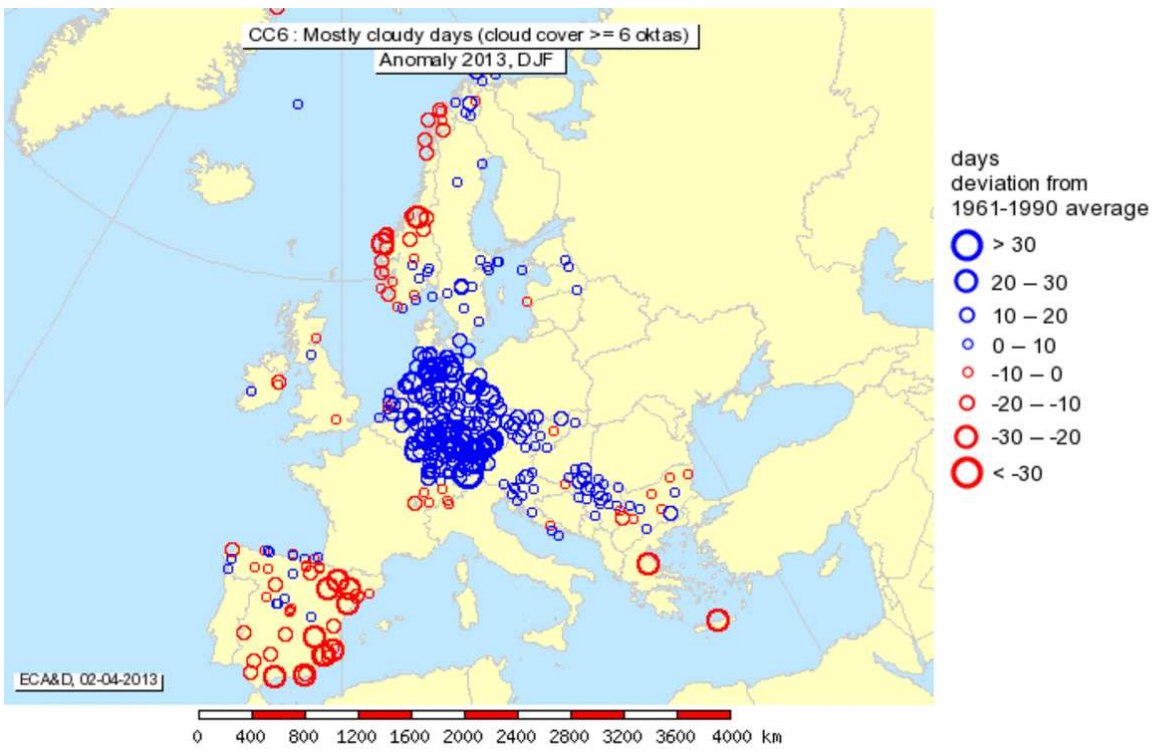 CC6 : Mostly cloudy days (cloud cover >= 6 oktas)
Anomaly 2013, DJF
days
deviation from
1961-1990 average
> 30
20 – 30
10 – 20
0 – 10
-10 – 0
-20 – -10
-30 – -20
< -30
ECA&D, 02-04-2013
0 400 800 1200 1600 2000 2400 2800 3200 3600 4000 km